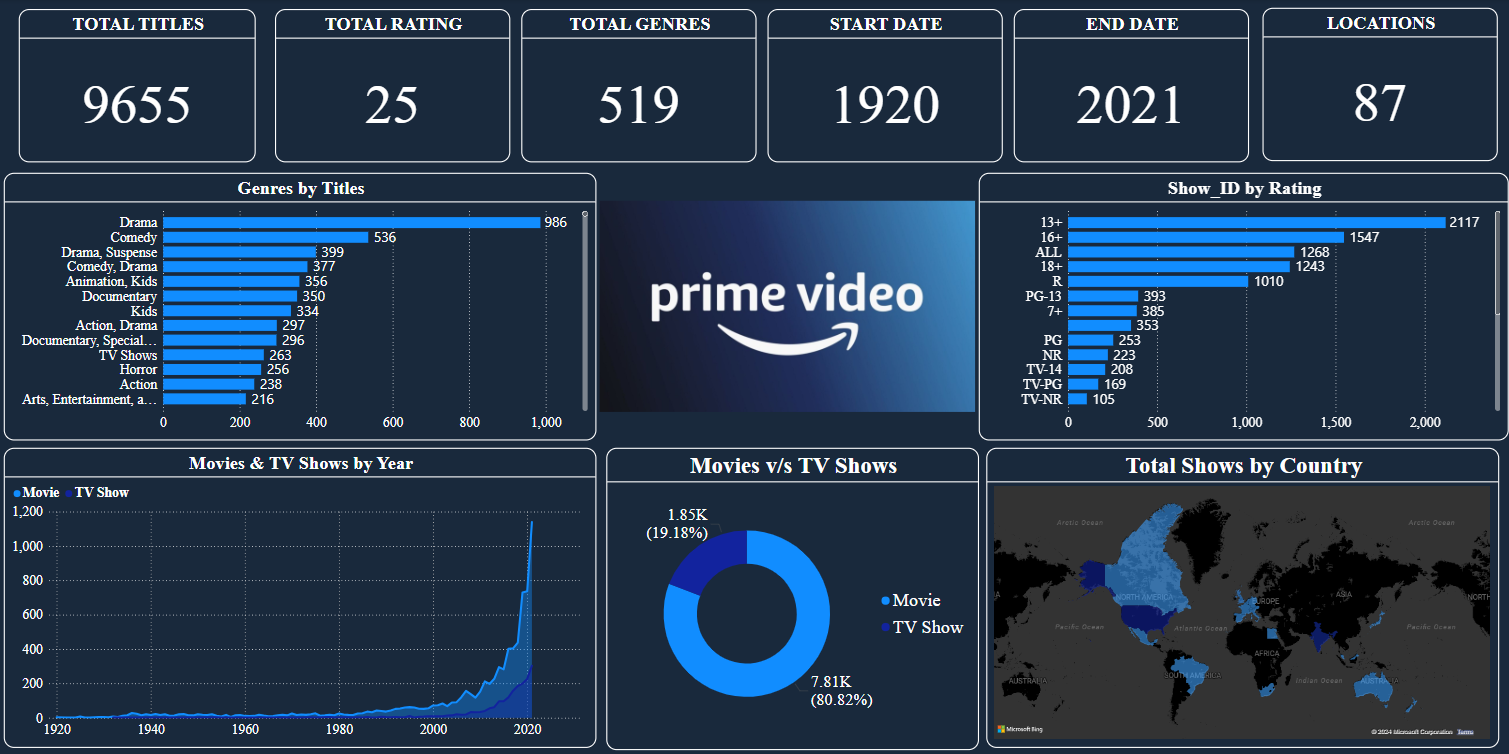 TOTAL TITLES
9655
TOTAL RATING
25
TOTAL GENRES
519
START DATE
1920
END DATE
2021
LOCATIONS
87
Genres by Titles
Drama 986
Comedy 536
Drama, Suspense 399
Comedy, Drama 377
Animation, Kids 356
Documentary 350
Kids 334
Action, Drama 297
Documentary, Special… 296
TV Shows 263
Horror 256
Action 238
Arts, Entertainment, a… 216
0 200 400 600 800 1,000
prime video
Show_ID by Rating
13+ 2117
16+ 1547
ALL 1268
18+ 1243
R 1010
PG-13 393
7+ 385
353
PG 253
NR 223
TV-14 208
TV-PG 169
TV-NR 105
0 500 1,000 1,500 2,000
Movies & TV Shows by Year
Movie TV Show
1,200
1,000
800
600
400
200
0
1920 1940 1960 1980 2000 2020
Movies v/s TV Shows
1.85K
(19.18%)
7.81K
(80.82%)
Movie
TV Show
Total Shows by Country
Arctic Ocean
Arctic Ocean
NORTH AMERICA
EUROPE
ASIA
NORTH
Pacific Ocean
Atlantic Ocean
Pacific Ocean
AFRICA
SOUTH AMERICA
Indian Ocean
AUSTRALIA
AUSTRALIA
Microsoft Bing
© 2024 Microsoft Corporation Terms